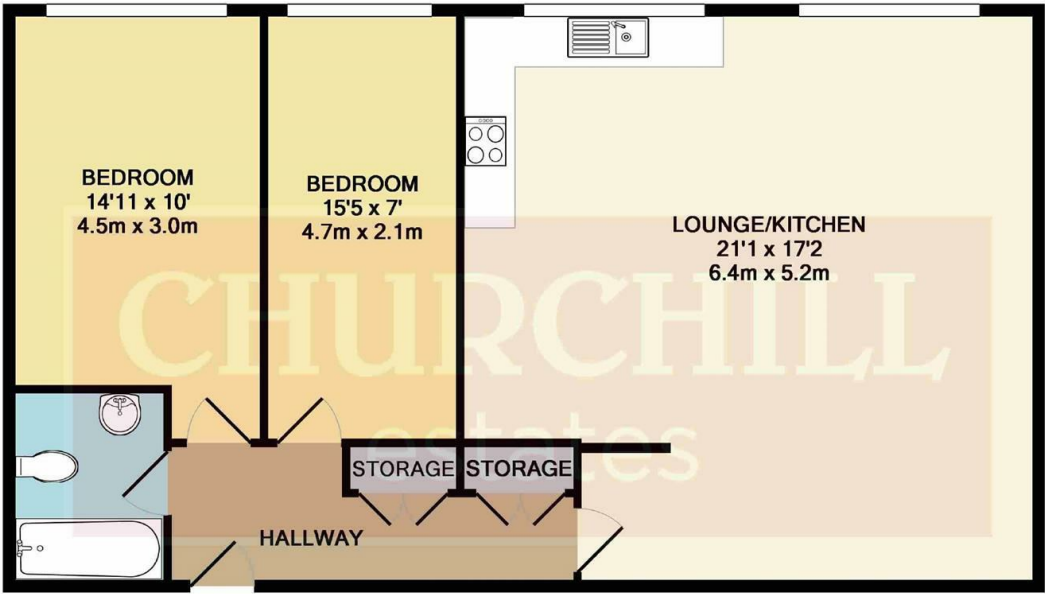 BEDROOM
14'11 x 10'
4.5m x 3.0m
BEDROOM
15'5 x 7'
4.7m x 2.1m
LOUNGE/KITCHEN
21'1 x 17'2
6.4m x 5.2m
CHURCHILL
estates
STORAGE
STORAGE
HALLWAY